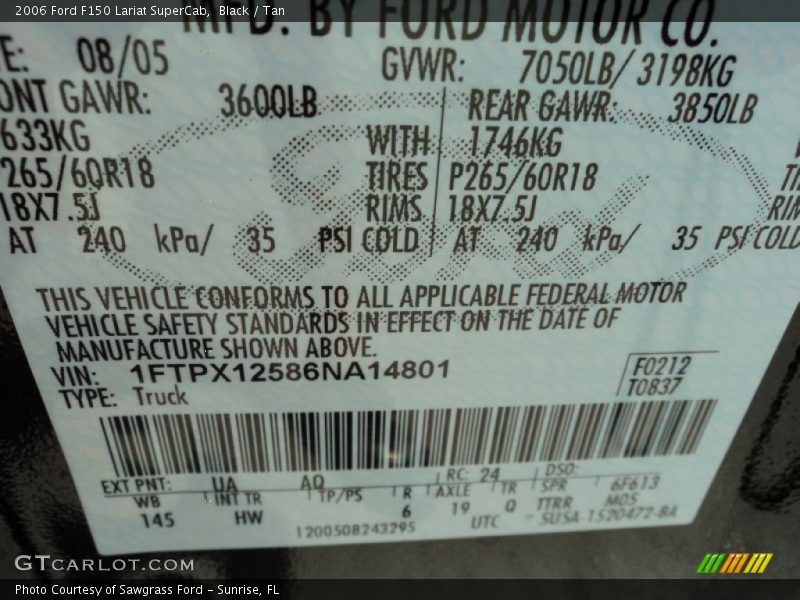 2006 Ford F150 Lariat SuperCab, Black / Tan
MFD. BY FORD MOTOR CO.
E: 08/05 GVWR: 7050LB/ 3198KG
ONT GAWR: 3600LB REAR GAWR: 3850LB
633KG WITH 1746KG
265/60R18 TIRES P265/60R18
18X7.5J RIMS 18X7.5J RIM
AT 240 kPa/ 35 PSI COLD AT 240 kPa/ 35 PSI COLD
THIS VEHICLE CONFORMS TO ALL APPLICABLE FEDERAL MOTOR
VEHICLE SAFETY STANDARDS IN EFFECT ON THE DATE OF
MANUFACTURE SHOWN ABOVE.
VIN: 1FTPX12586NA14801 F0212
TYPE: Truck T0837
EXT PNT: UA AQ RC: 24 DSO:
WB INT TR TP/PS R AXLE TR SPR 6F613
145 HW 6 19 Q TTRR M05
1200508243295 UTC SUSA-1520472-BA
GTCARLOT.COM
Photo Courtesy of Sawgrass Ford - Sunrise, FL